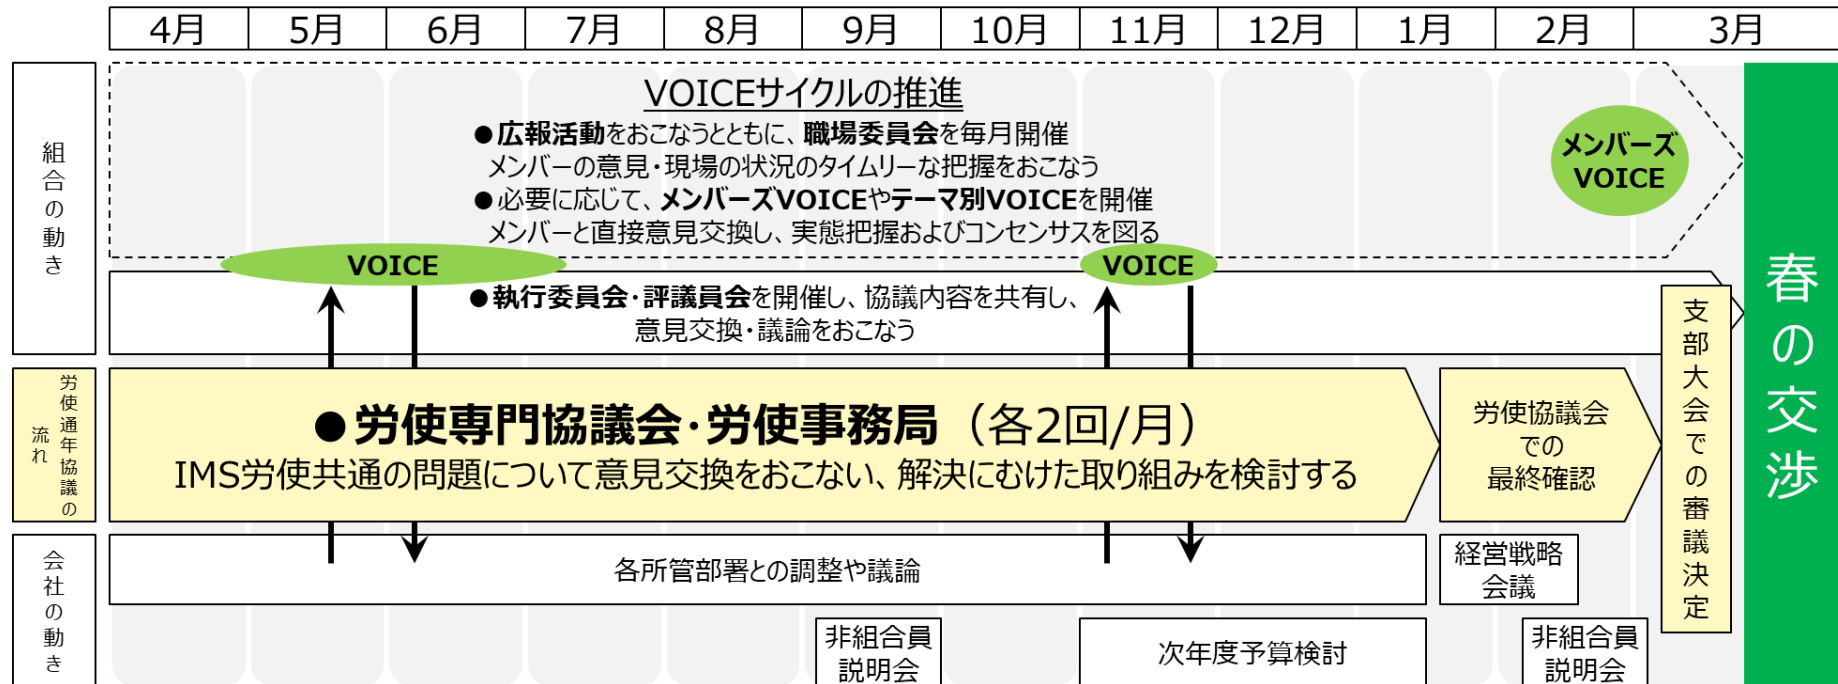 4月 5月 6月 7月 8月 9月 10月 11月 12月 1月 2月 3月
組合の動き
VOICEサイクルの推進
●広報活動をおこなうとともに、職場委員会を毎月開催
メンバーの意見・現場の状況のタイムリーな把握をおこなう
●必要に応じて、メンバーズVOICEやテーマ別VOICEを開催
メンバーと直接意見交換し、実態把握およびコンセンサスを図る
メンバーズ
VOICE
VOICE
VOICE
●執行委員会・評議員会を開催し、協議内容を共有し、
意見交換・議論をおこなう
労使通年協議の
流れ
●労使専門協議会・労使事務局（各2回/月）
IMS労使共通の問題について意見交換をおこない、解決にむけた取り組みを検討する
労使協議会
での
最終確認
支部大会での審議決定
春の交渉
会社の動き
各所管部署との調整や議論
経営戦略
会議
非組合員
説明会
次年度予算検討
非組合員
説明会